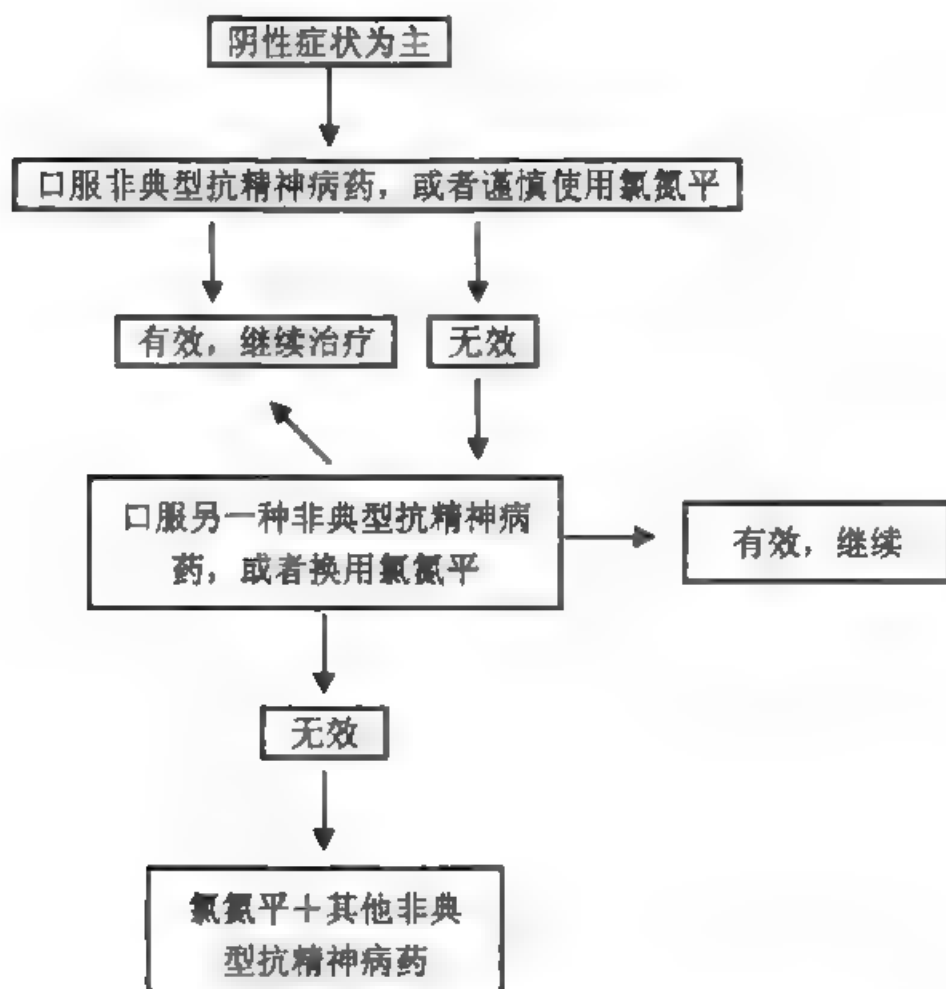 阴性症状为主
口服非典型抗精神病药，或者谨慎使用氯氮平
有效，继续治疗
无效
口服另一种非典型抗精神病
药，或者换用氯氮平
有效，继续
无效
氯氮平＋其他非典
型抗精神病药